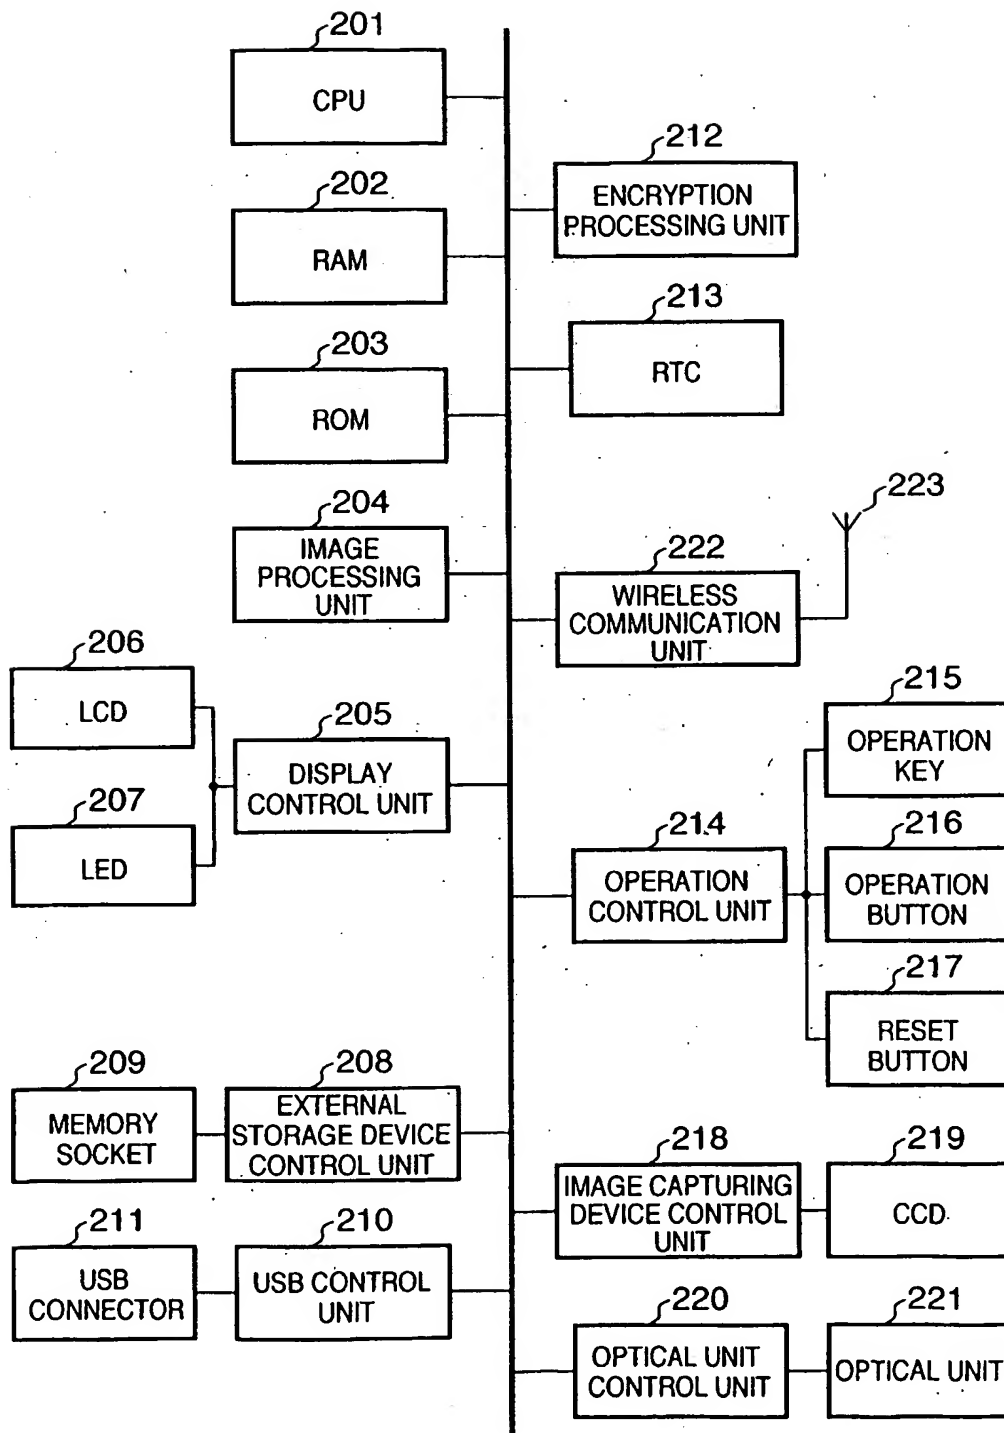 201
CPU
202
RAM
203
ROM
204
IMAGE
PROCESSING
UNIT
206
LCD
207
LED
205
DISPLAY
CONTROL UNIT
209
MEMORY
SOCKET
208
EXTERNAL
STORAGE DEVICE
CONTROL UNIT
211
USB
CONNECTOR
210
USB CONTROL
UNIT
212
ENCRYPTION
PROCESSING UNIT
213
RTC
222
WIRELESS
COMMUNICATION
UNIT
223
214
OPERATION
CONTROL UNIT
215
OPERATION
KEY
216
OPERATION
BUTTON
217
RESET
BUTTON
218
IMAGE CAPTURING
DEVICE CONTROL
UNIT
219
CCD
220
OPTICAL UNIT
CONTROL UNIT
221
OPTICAL UNIT